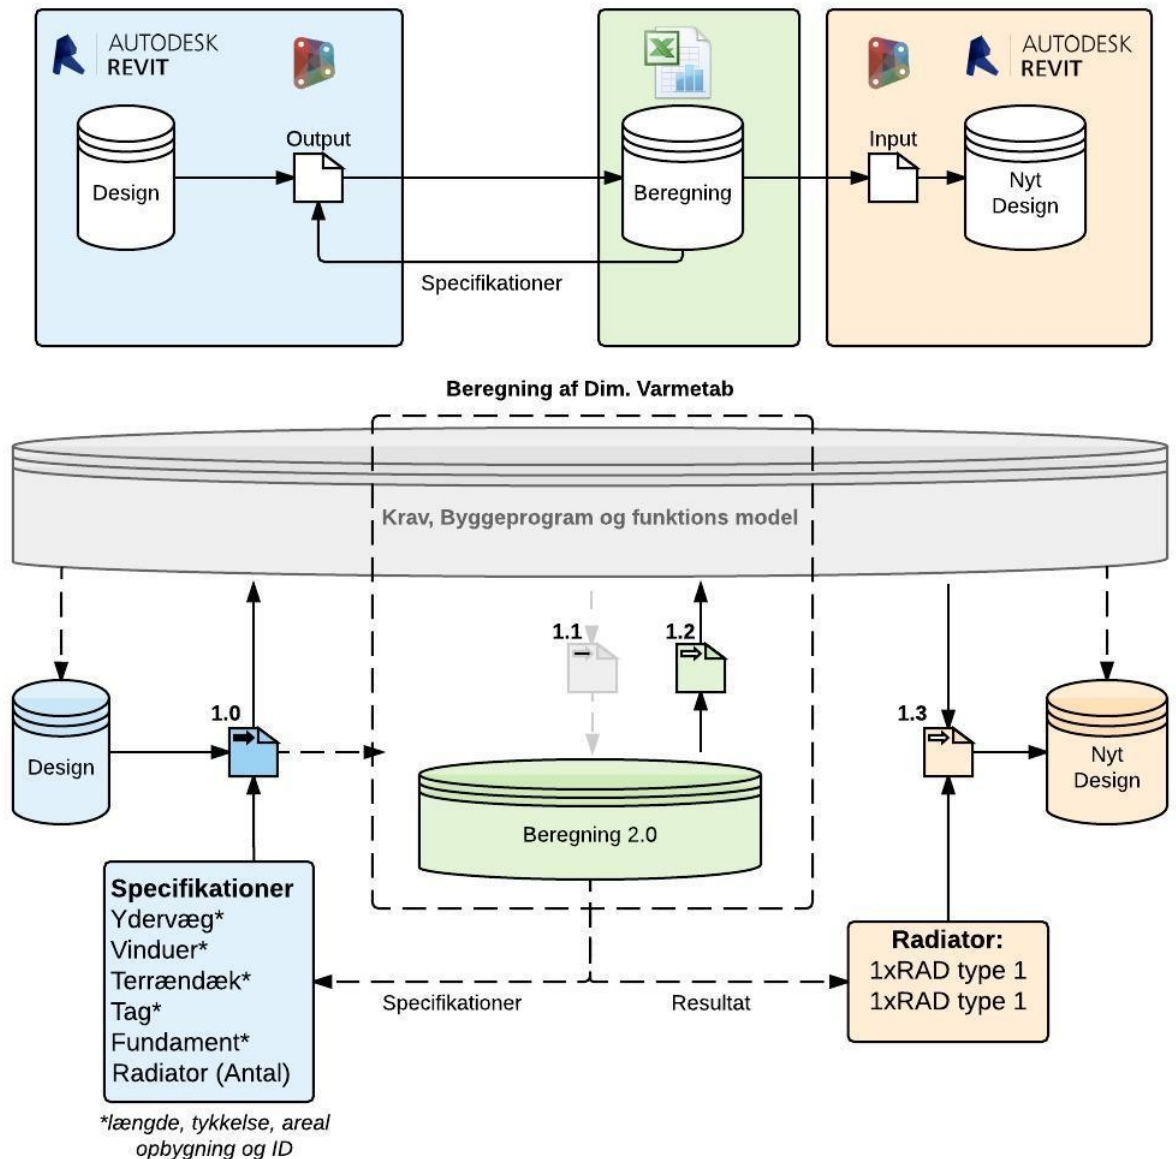 AUTODESK
REVIT
AUTODESK
REVIT
Output
Input
Design
Beregning
Nyt
Design
Specifikationer
Beregning af Dim. Varmetab
Krav, Byggeprogram og funktions model
1.1
1.2
1.0
1.3
Design
Nyt
Design
Beregning 2.0
Specifikationer
Ydervæg*
Vinduer*
Terrændæk*
Tag*
Fundament*
Radiator (Antal)
Specifikationer
Resultat
Radiator:
1xRAD type 1
1xRAD type 1
*længde, tykkelse, areal
opbygning og ID